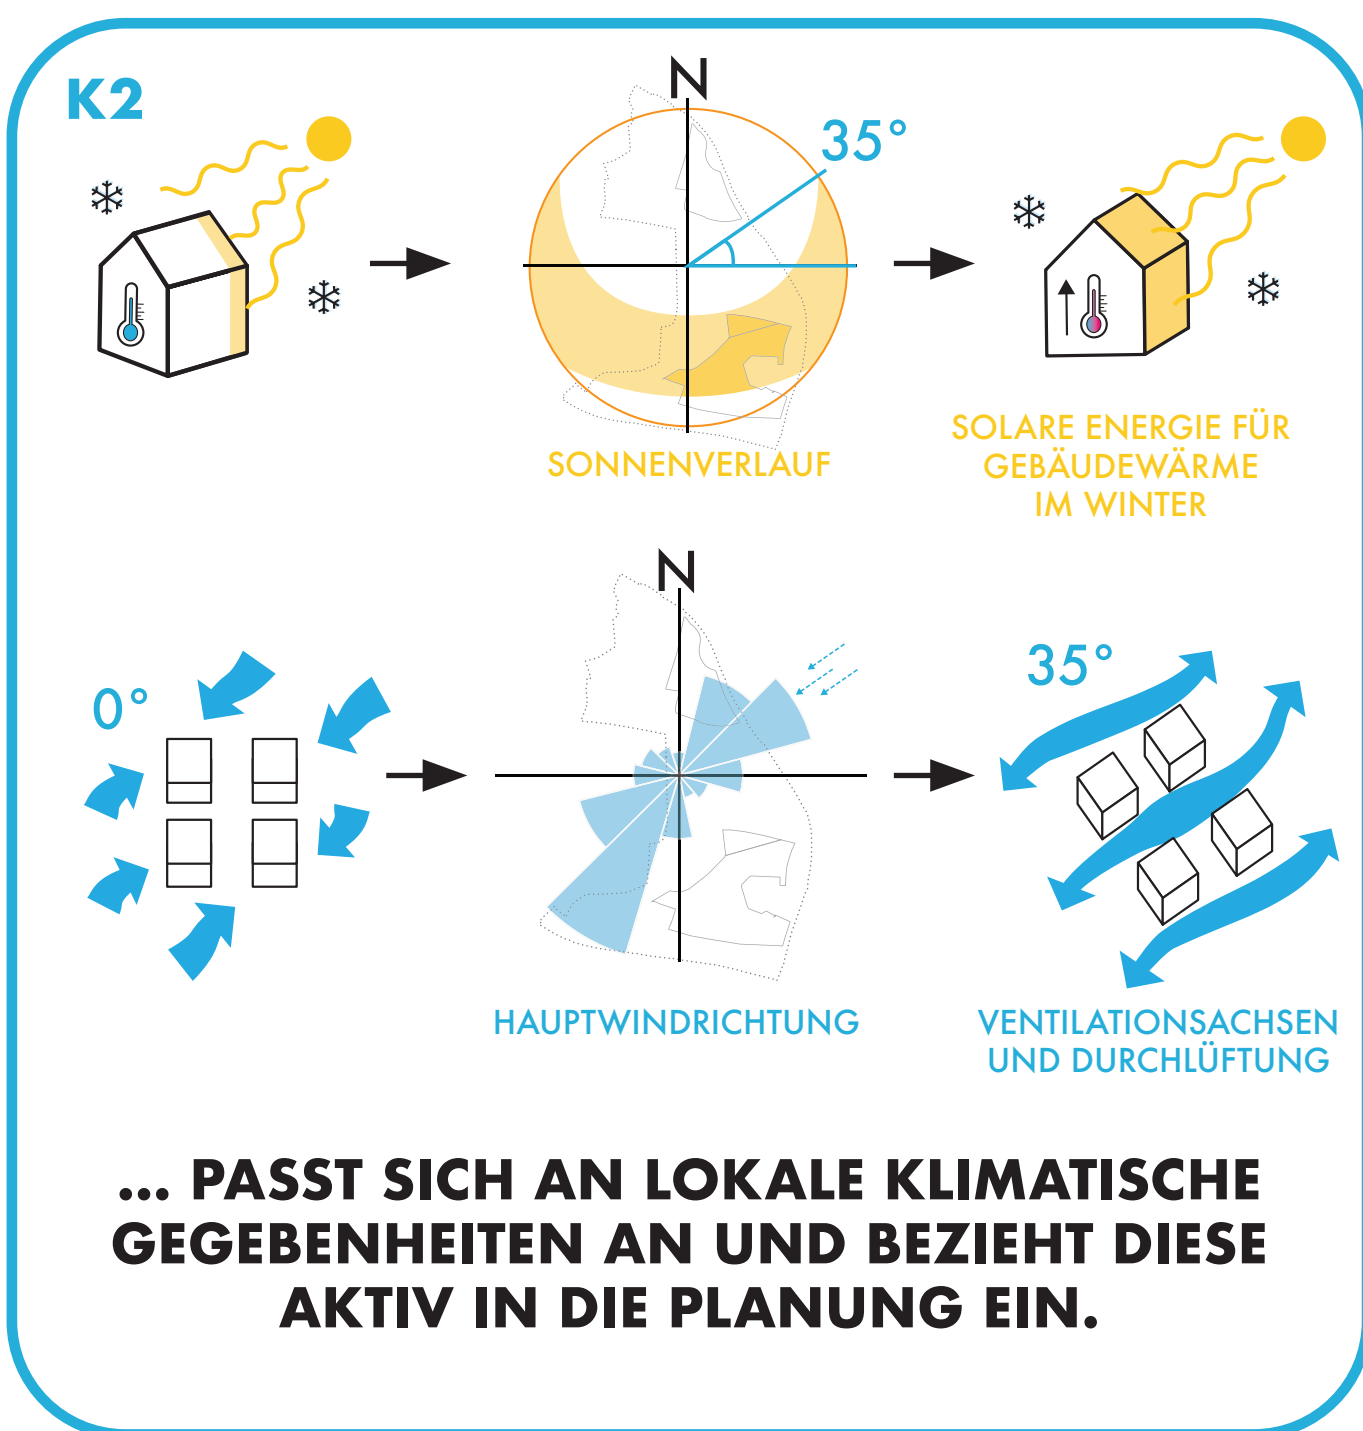 K2
N
35°
SONNENVERLAUF
SOLARE ENERGIE FÜR
GEBÄUDEWÄRME
IM WINTER
N
0°
35°
HAUPTWINDRICHTUNG
VENTILATIONSACHSEN
UND DURCHLÜFTUNG
... PASST SICH AN LOKALE KLIMATISCHE
GEGEBENHEITEN AN UND BEZIEHT DIESE
AKTIV IN DIE PLANUNG EIN.